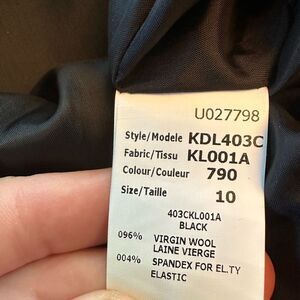 U027798
Style/Modele KDL403C
Fabric/Tissu KL001A
Colour/Couleur 790
Size/Taille 10
403CKL001A
BLACK
096% VIRGIN WOOL
LAINE VIERGE
004% SPANDEX FOR EL.TY
ELASTIC